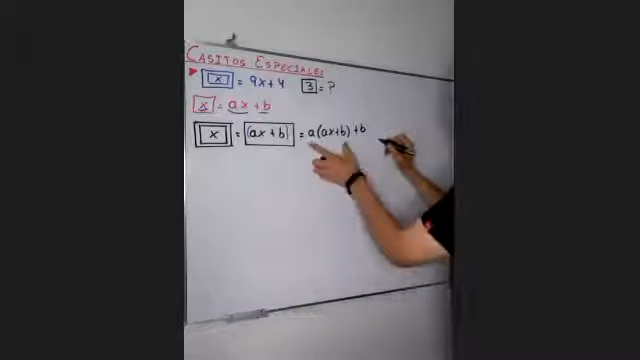 CASITOS ESPECIALES
x = 9x+4 3 = ?
x = ax + b
x = (ax + b) = a(ax+b) + b